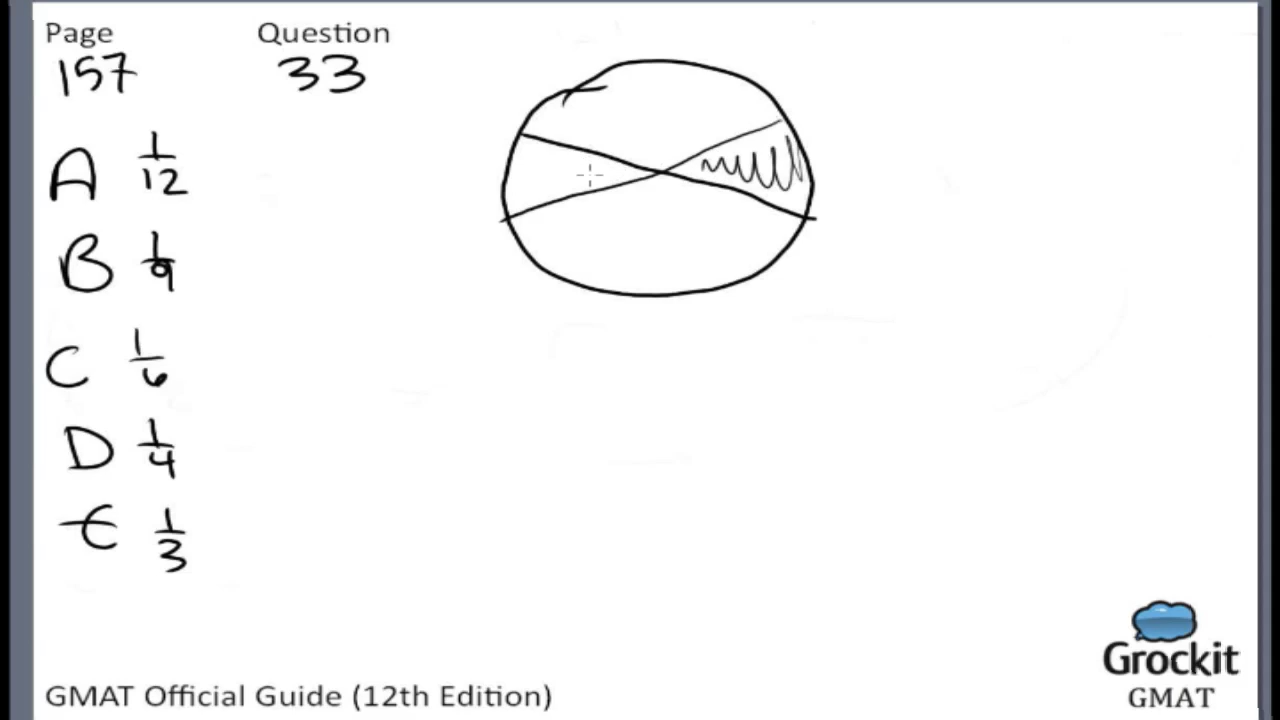 Page Question
157 33
A 1/12
B 1/9
C 1/6
D 1/4
E 1/3
Grockit
GMAT
GMAT Official Guide (12th Edition)